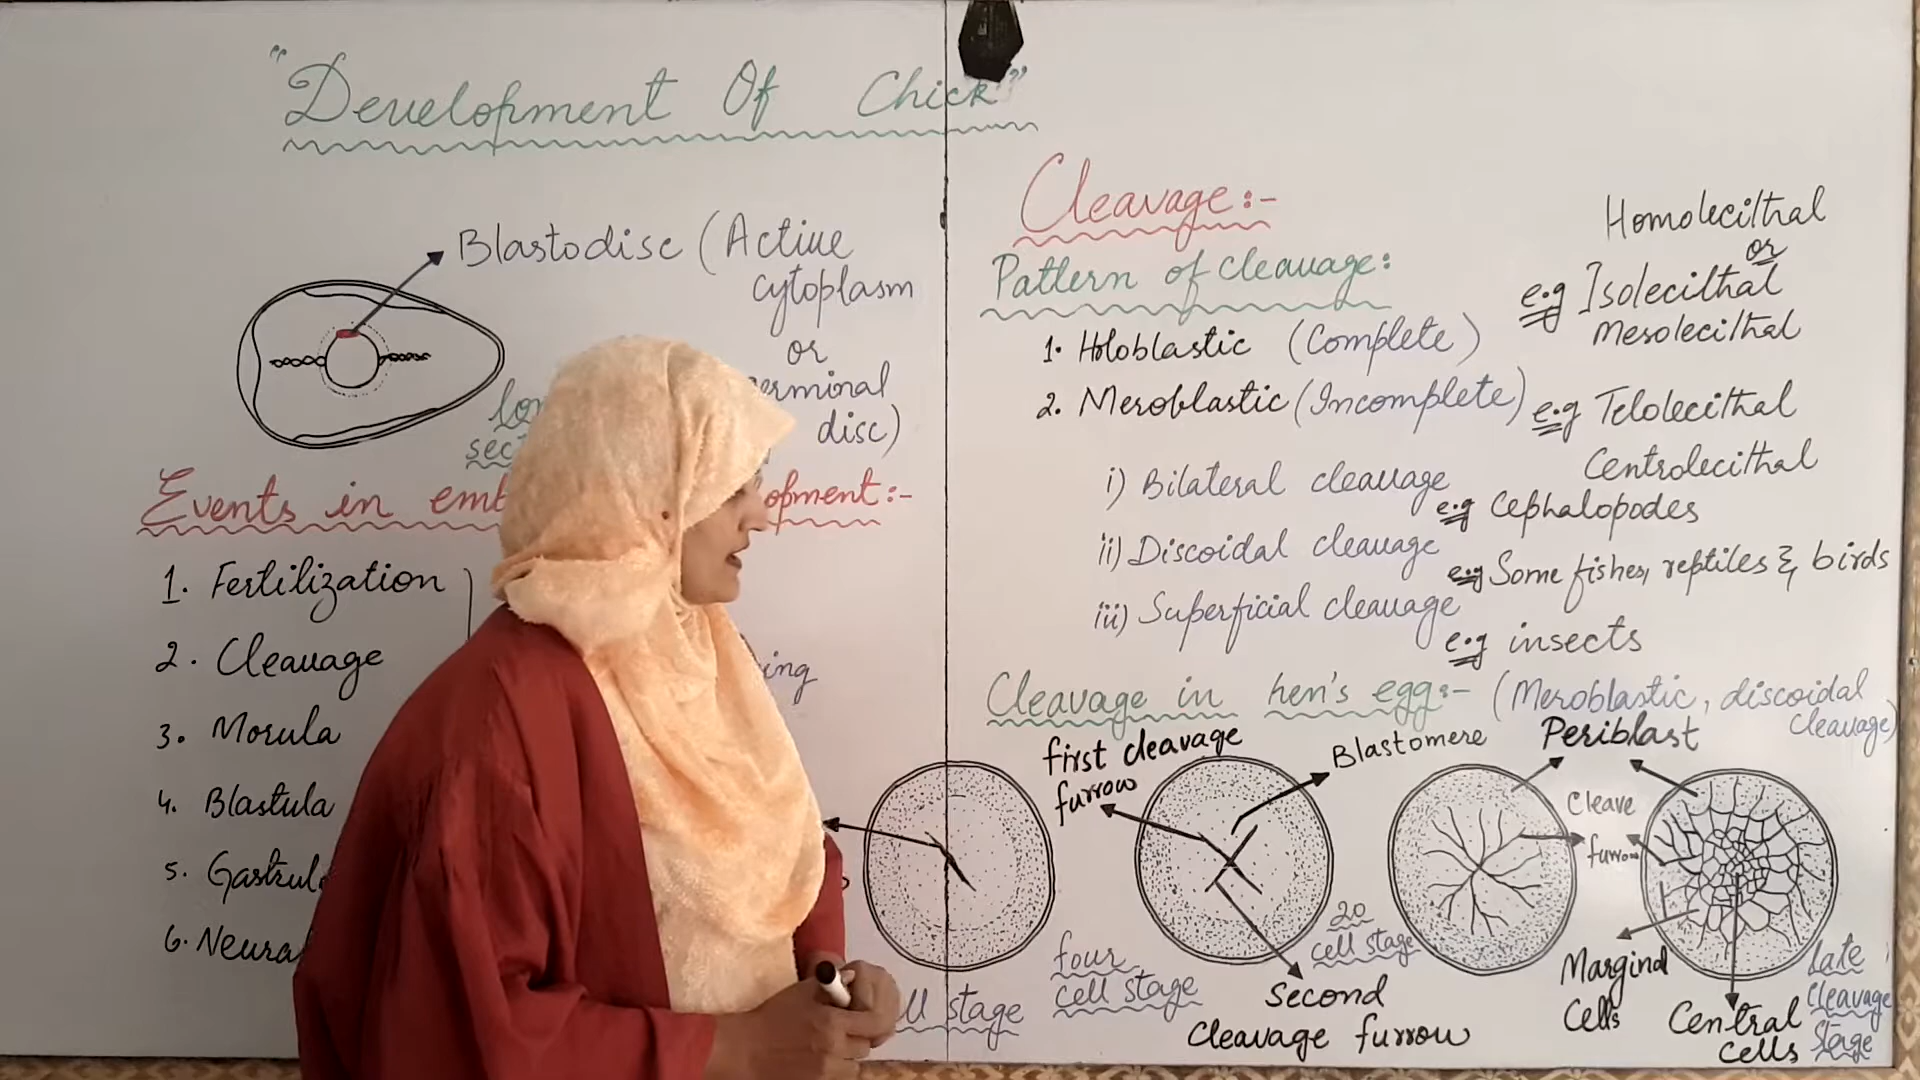 "Development Of Chick"
Blastodisc (Active
cytoplasm
or
disc)
Events in
1. Fertilization
2. Cleavage
3. Morula
4. Blastula
5.
6.
Cleavage:-
Pattern of cleavage:
1. Holoblastic (Complete)
e.g Isolecithal
Homolecithal
or
Mesolecithal
2. Meroblastic (Incomplete)
e.g Telolecithal
Centrolecithal
i) Bilateral cleavage
e.g Cephalopodes
ii) Discoidal cleavage
e.g Some fishes, reptiles & birds
iii) Superficial cleavage
e.g insects
Cleavage in hen's egg:- (Meroblastic, discoidal
cleavage)
first cleavage
furrow
Blastomere
Periblast
Cleave
furrow
stage
four
cell stage
Second
Cleavage furrow
20
cell stage
Marginal
Cells
Central
cells
Late
Cleavage
Stage